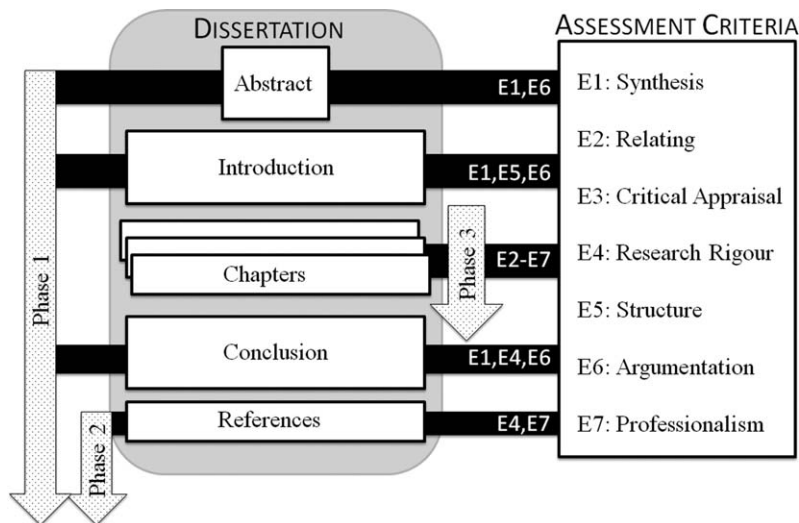 DISSERTATION
ASSESSMENT CRITERIA
Abstract
E1,E6
E1: Synthesis
E2: Relating
Introduction
E1,E5,E6
E3: Critical Appraisal
Phase 1
Phase 3
Chapters
E2-E7
E4: Research Rigour
E5: Structure
Conclusion
E1,E4,E6
E6: Argumentation
Phase 2
References
E4,E7
E7: Professionalism